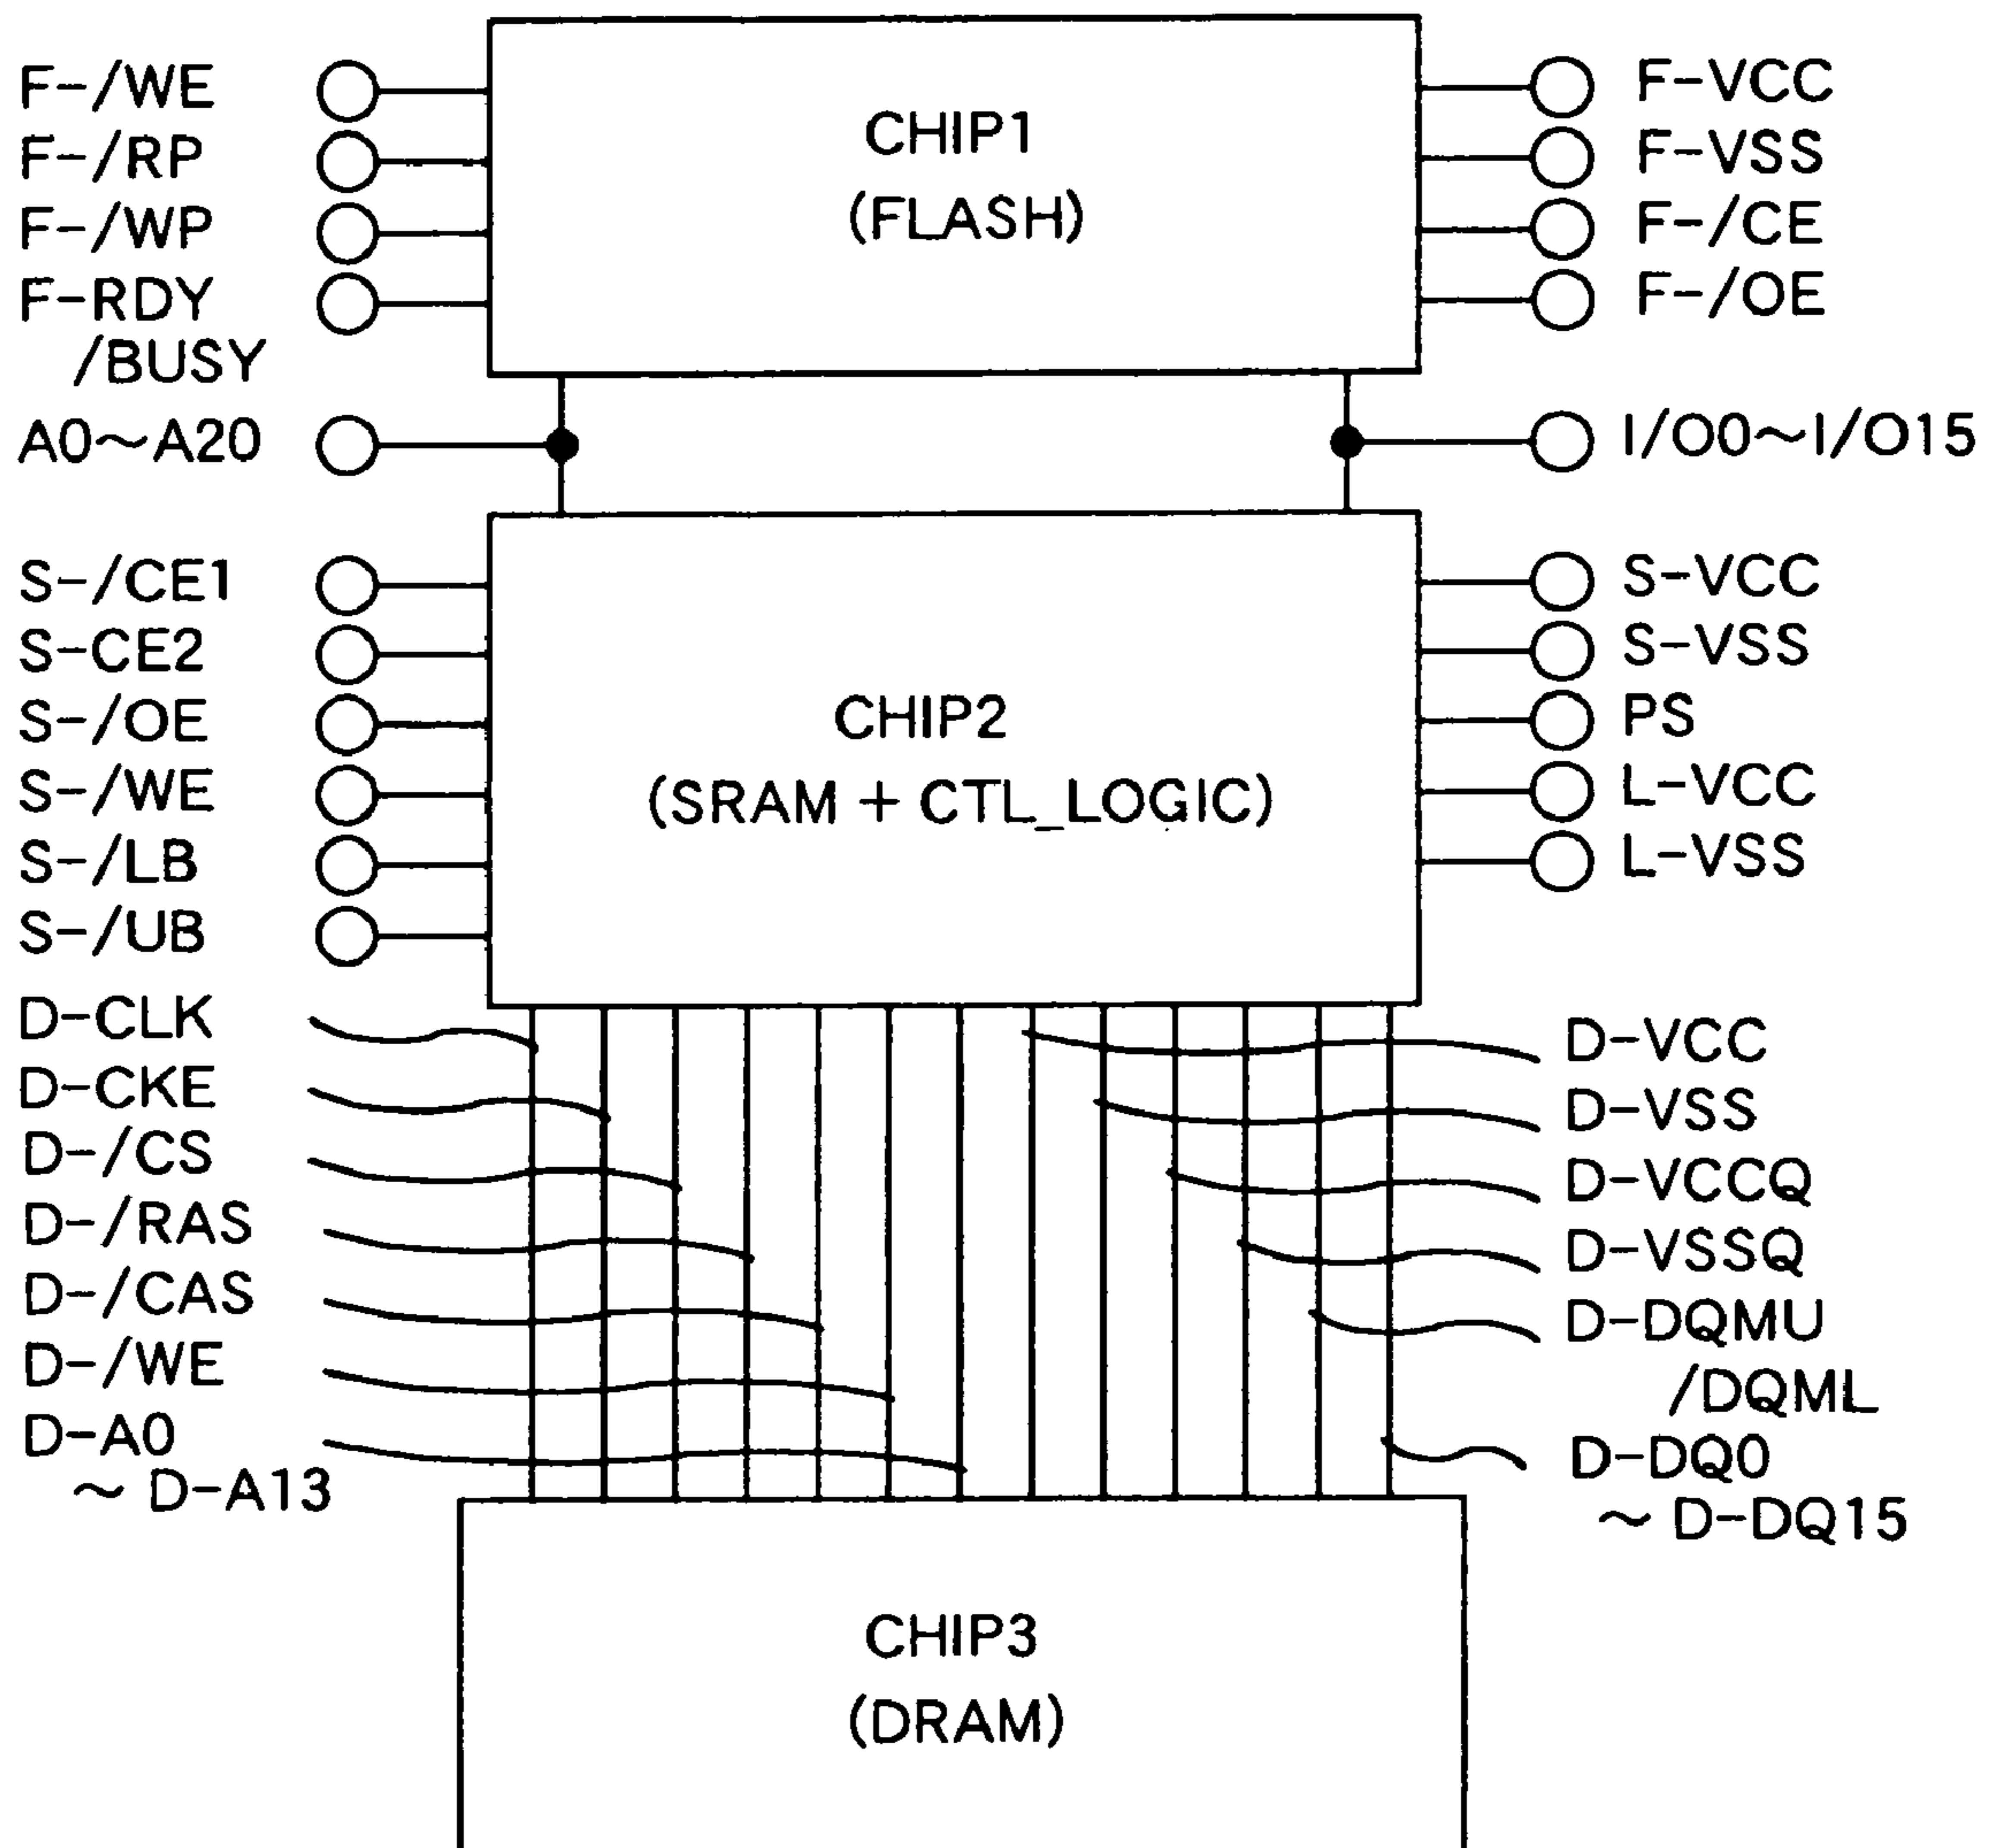 F-/WE
F-/RP
F-/WP
F-RDY
/BUSY
A0~A20
CHIP1
(FLASH)
F-VCC
F-VSS
F-/CE
F-/OE
I/O0~I/O15
S-/CE1
S-CE2
S-/OE
S-/WE
S-/LB
S-/UB
CHIP2
(SRAM + CTL_LOGIC)
S-VCC
S-VSS
PS
L-VCC
L-VSS
D-CLK
D-CKE
D-/CS
D-/RAS
D-/CAS
D-/WE
D-A0
~ D-A13
D-VCC
D-VSS
D-VCCQ
D-VSSQ
D-DQMU
/DQML
D-DQ0
~ D-DQ15
CHIP3
(DRAM)